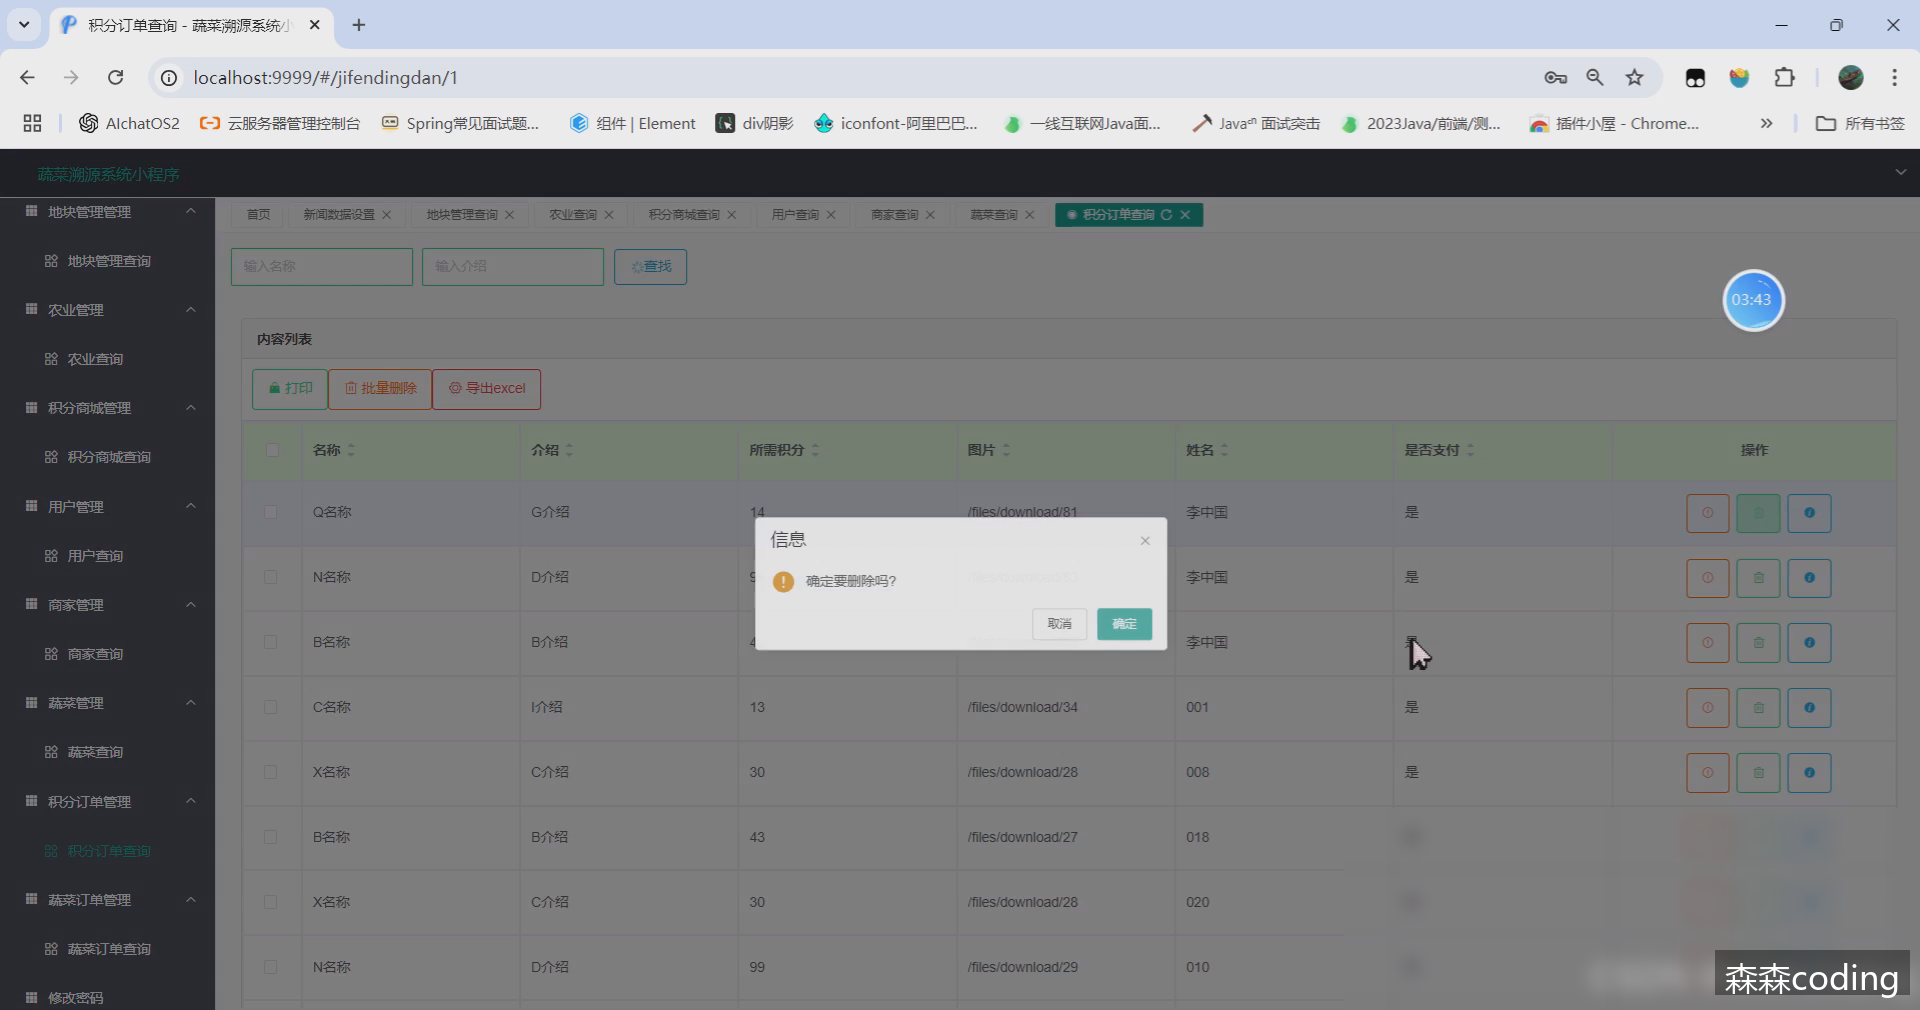 积分订单查询 - 蔬菜溯源系统小
localhost:9999/#/jifendingdan/1
AIchatOS2 云服务器管理控制台 Spring常见面试题... 组件 | Element div阴影 iconfont-阿里巴巴... 一线互联网Java面... Java 面试突击 2023Java/前端/测... 插件小屋 - Chrome... » 所有书签
蔬菜溯源系统小程序
首页 新闻数据设置 地块管理查询 农业查询 积分商城查询 用户查询 商家查询 蔬菜查询 积分订单查询
地块管理管理
地块管理查询
农业管理
农业查询
积分商城管理
积分商城查询
用户管理
用户查询
商家管理
商家查询
蔬菜管理
蔬菜查询
积分订单管理
积分订单查询
蔬菜订单管理
蔬菜订单查询
修改密码
输入名称 输入介绍 查找
03:43
内容列表
打印 批量删除 导出excel
名称 介绍 所需积分 图片 姓名 是否支付 操作
Q名称 G介绍 14 /files/download/81 李中国 是
N名称 D介绍 9 李中国 是
B名称 B介绍 4 李中国 是
C名称 I介绍 13 /files/download/34 001 是
X名称 C介绍 30 /files/download/28 008 是
B名称 B介绍 43 /files/download/27 018
X名称 C介绍 30 /files/download/28 020
N名称 D介绍 99 /files/download/29 010
信息
确定要删除吗?
取消 确定
森森coding